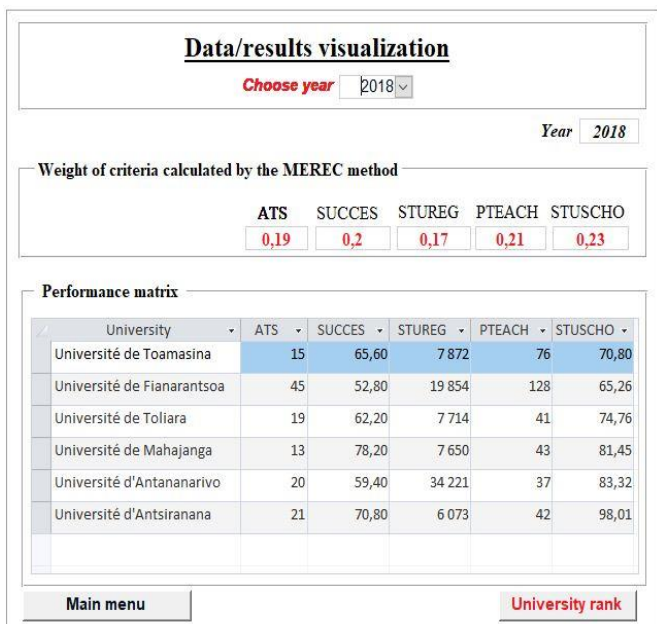 Data/results visualization
Choose year 2018
Year 2018
Weight of criteria calculated by the MEREC method
ATS SUCCES STUREG PTEACH STUSCHO
0,19 0,2 0,17 0,21 0,23
Performance matrix
University ATS SUCCES STUREG PTEACH STUSCHO
Université de Toamasina 15 65,60 7 872 76 70,80
Université de Fianarantsoa 45 52,80 19 854 128 65,26
Université de Toliara 19 62,20 7 714 41 74,76
Université de Mahajanga 13 78,20 7 650 43 81,45
Université d'Antananarivo 20 59,40 34 221 37 83,32
Université d'Antsiranana 21 70,80 6 073 42 98,01
Main menu University rank